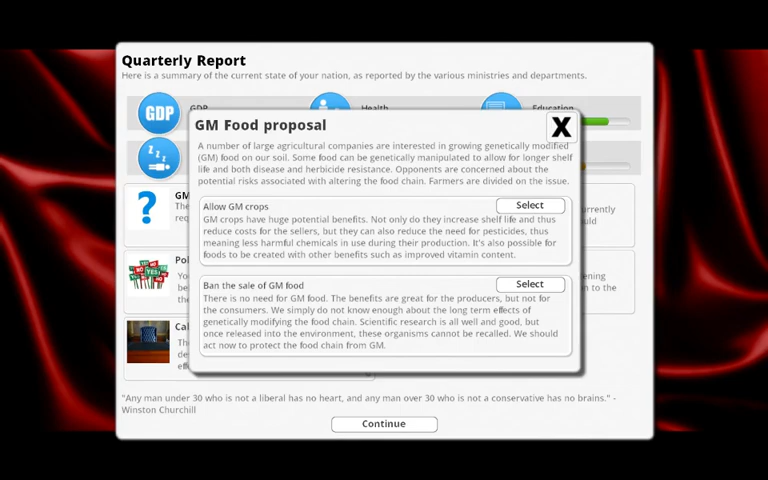 Quarterly Report
Here is a summary of the current state of your nation, as reported by the various ministries and departments.
GDP
GDP
Health
Education
GM Food proposal
X
A number of large agricultural companies are interested in growing genetically modified
(GM) food on our soil. Some food can be genetically manipulated to allow for longer shelf
life and both disease and herbicide resistance. Opponents are concerned about the
potential risks associated with altering the food chain. Farmers are divided on the issue.
Allow GM crops
Select
GM crops have huge potential benefits. Not only do they increase shelf life and thus
reduce costs for the sellers, but they can also reduce the need for pesticides, thus
meaning less harmful chemicals in use during their production. It's also possible for
foods to be created with other benefits such as improved vitamin content.
Ban the sale of GM food
Select
There is no need for GM food. The benefits are great for the producers, but not for
the consumers. We simply do not know enough about the long term effects of
genetically modifying the food chain. Scientific research is all well and good, but
once released into the environment, these organisms cannot be recalled. We should
act now to protect the food chain from GM.
"Any man under 30 who is not a liberal has no heart, and any man over 30 who is not a conservative has no brains." -
Winston Churchill
Continue